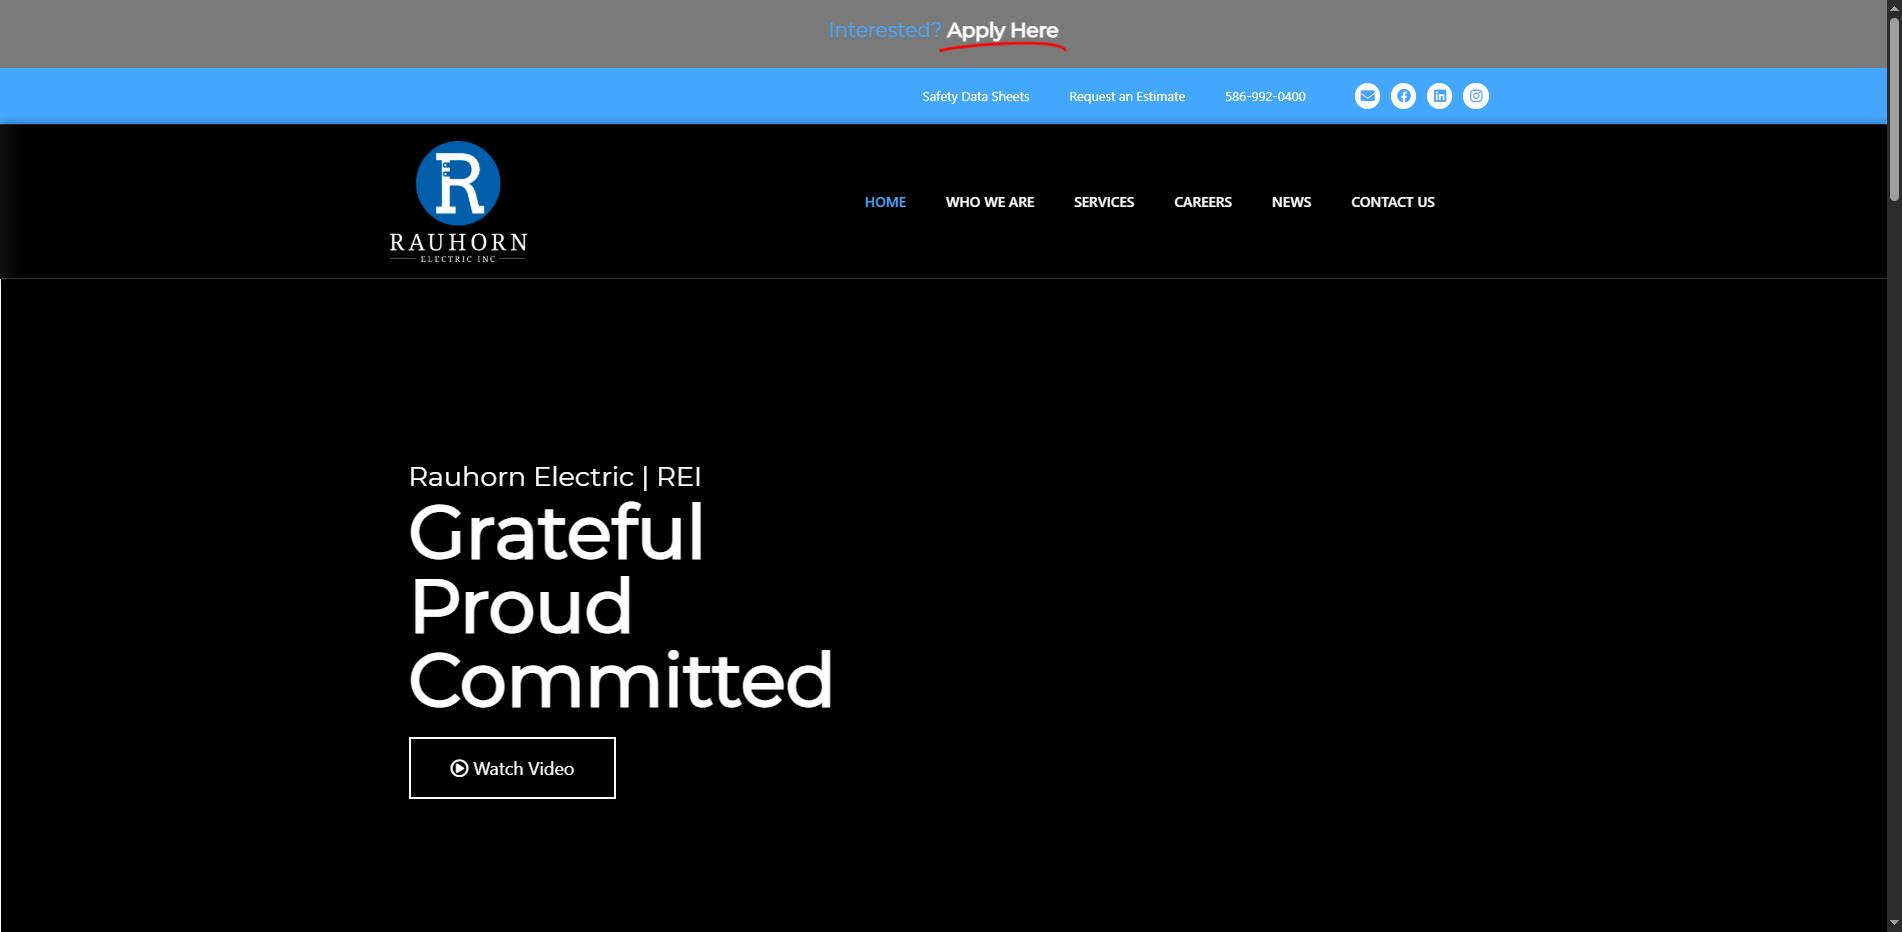 Interested? Apply Here
Safety Data Sheets
Request an Estimate
586-992-0400
R
RAUHORN
ELECTRIC INC
HOME
WHO WE ARE
SERVICES
CAREERS
NEWS
CONTACT US
Rauhorn Electric | REI
Grateful
Proud
Committed
Watch Video